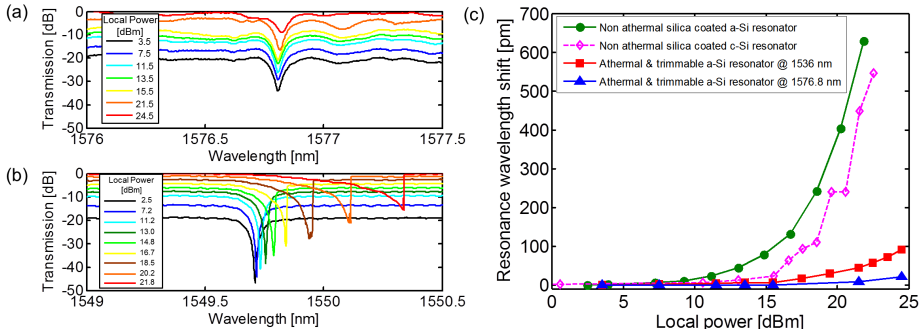 (a)
Transmission [dB]
0
-10
-20
-30
-40
-50
Local Power
[dBm]
3.5
7.5
11.5
13.5
15.5
21.5
24.5
1576
1576.5
1577
1577.5
Wavelength [nm]
(b)
Transmission [dB]
0
-10
-20
-30
-40
-50
Local Power
[dBm]
2.5
7.2
11.2
13.0
14.8
16.7
18.5
20.2
21.8
1549
1549.5
1550
1550.5
Wavelength [nm]
(c)
Resonance wavelength shift [pm]
700
600
500
400
300
200
100
0
Non athermal silica coated a-Si resonator
Non athermal silica coated c-Si resonator
Athermal & trimmable a-Si resonator @ 1536 nm
Athermal & trimmable a-Si resonator @ 1576.8 nm
0
5
10
15
20
25
Local power [dBm]